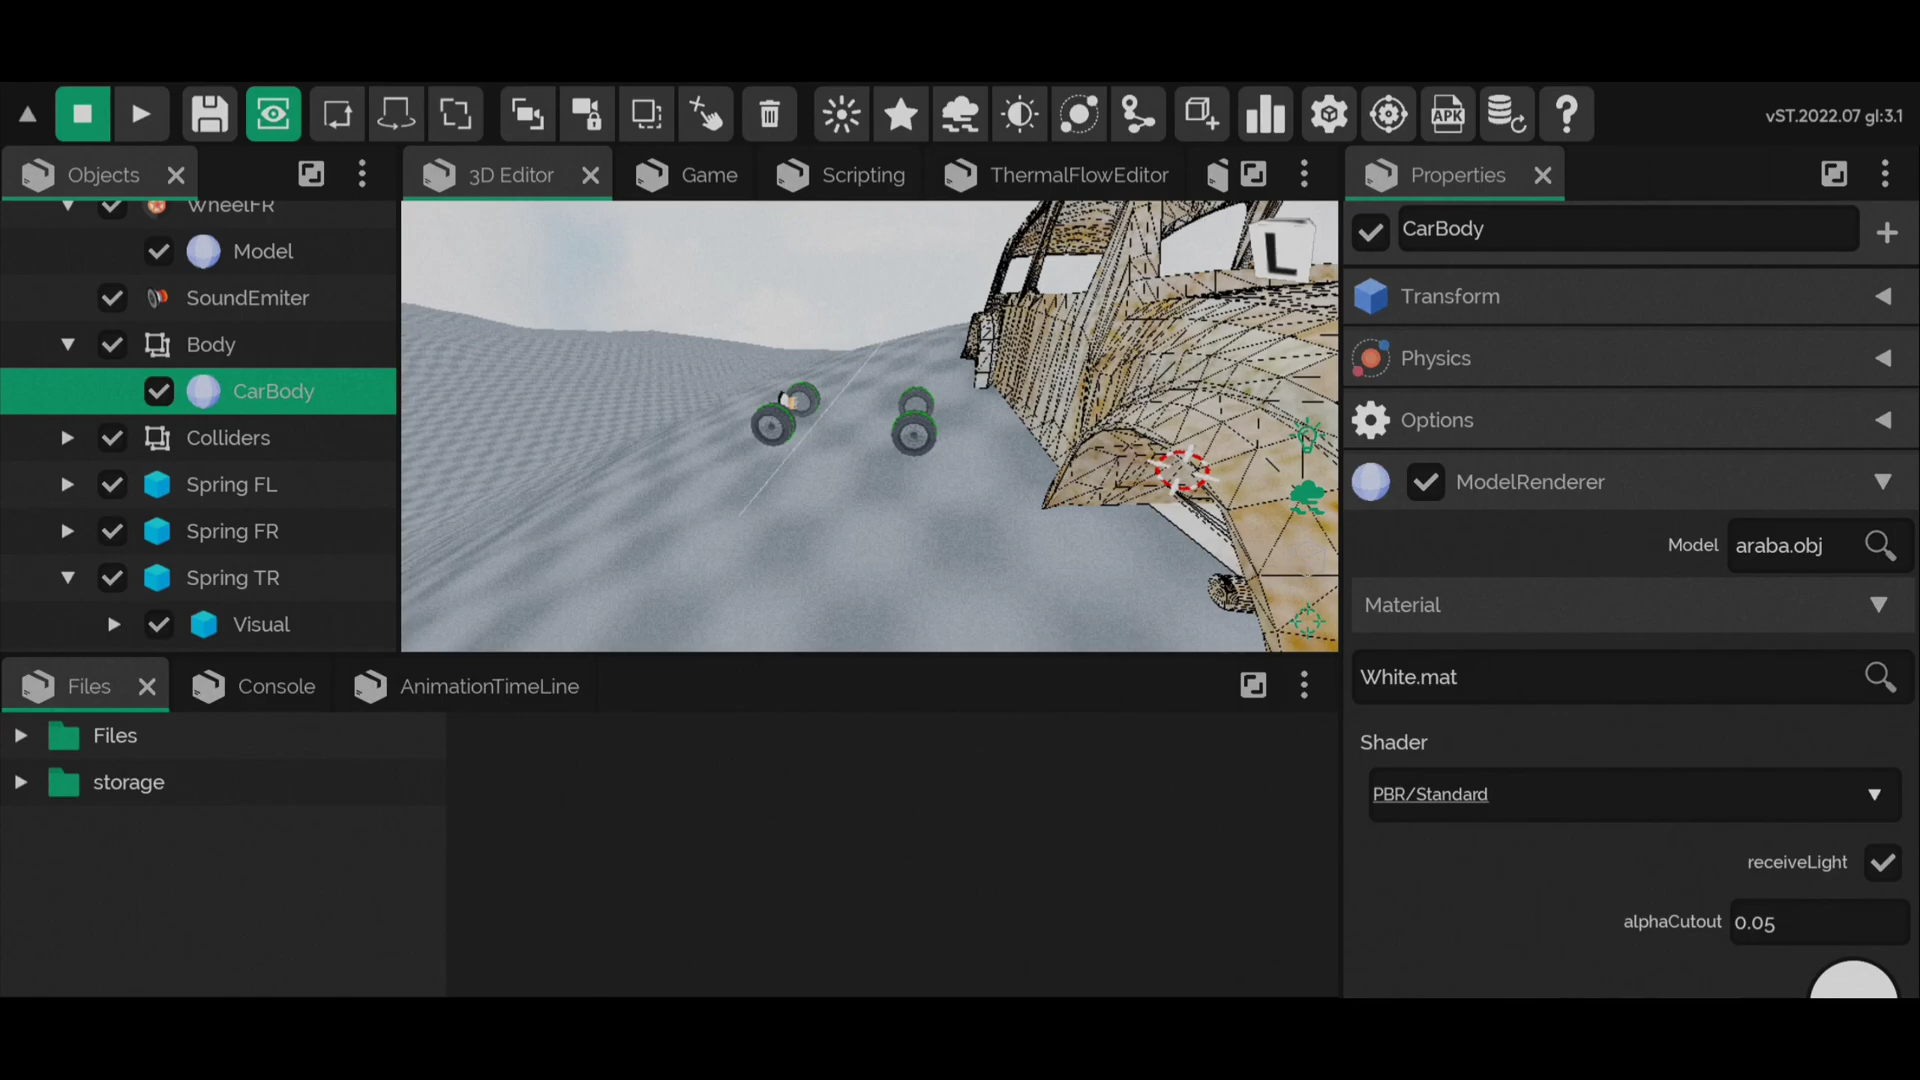 APK
vST.2022.07 gl:3.1
Objects
3D Editor
Game
Scripting
ThermalFlowEditor
Properties
WheelFR
Model
SoundEmiter
Body
CarBody
Colliders
Spring FL
Spring FR
Spring TR
Visual
L
CarBody
Transform
Physics
Options
ModelRenderer
Model araba.obj
Material
White.mat
Shader
PBR/Standard
receiveLight
alphaCutout 0.05
Files
Console
AnimationTimeLine
Files
storage